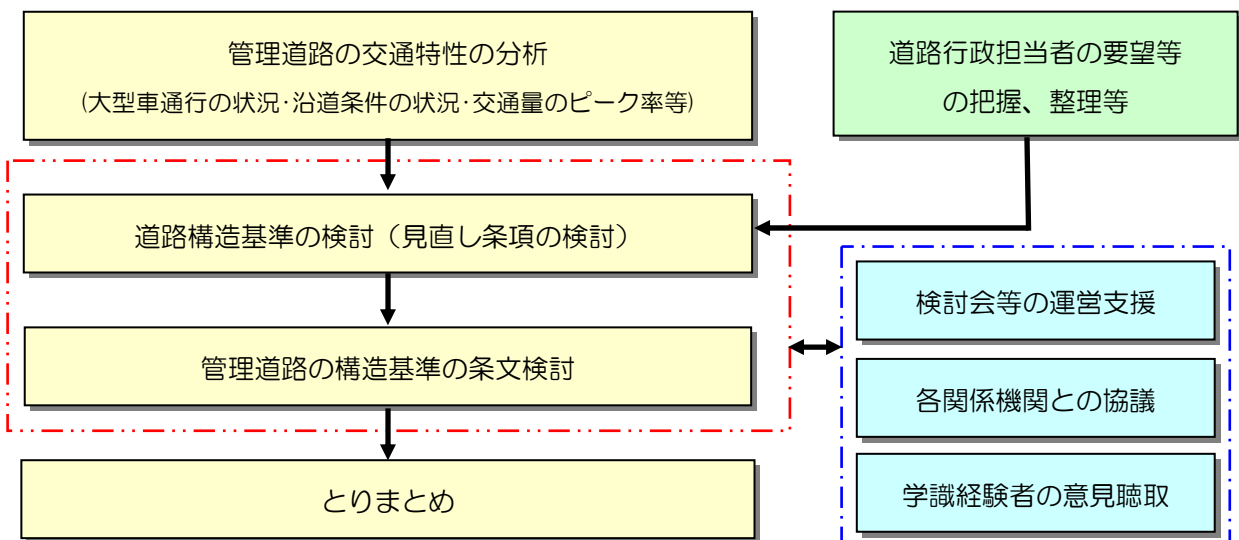 管理道路の交通特性の分析
(大型車通行の状況･沿道条件の状況･交通量のピーク率等)
道路行政担当者の要望等
の把握、整理等
道路構造基準の検討（見直し条項の検討）
管理道路の構造基準の条文検討
とりまとめ
検討会等の運営支援
各関係機関との協議
学識経験者の意見聴取